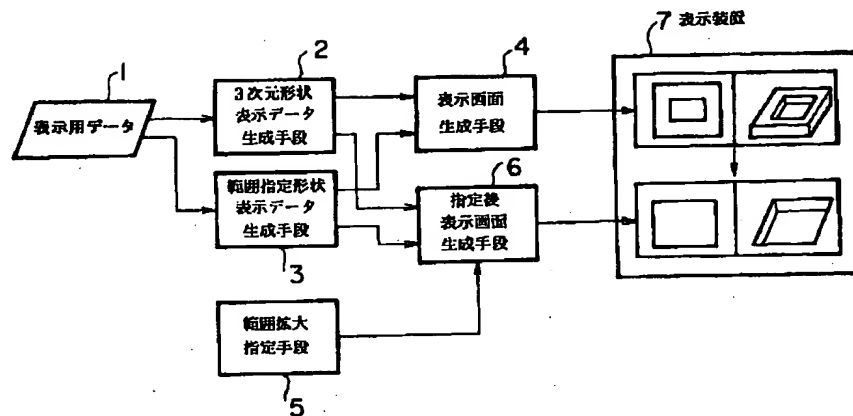 1
表示用データ
2
3次元形状
表示データ
生成手段
範囲指定形状
表示データ
生成手段
3
4
表示画面
生成手段
5
範囲拡大
指定手段
6
指定後
表示画面
生成手段
7 表示装置